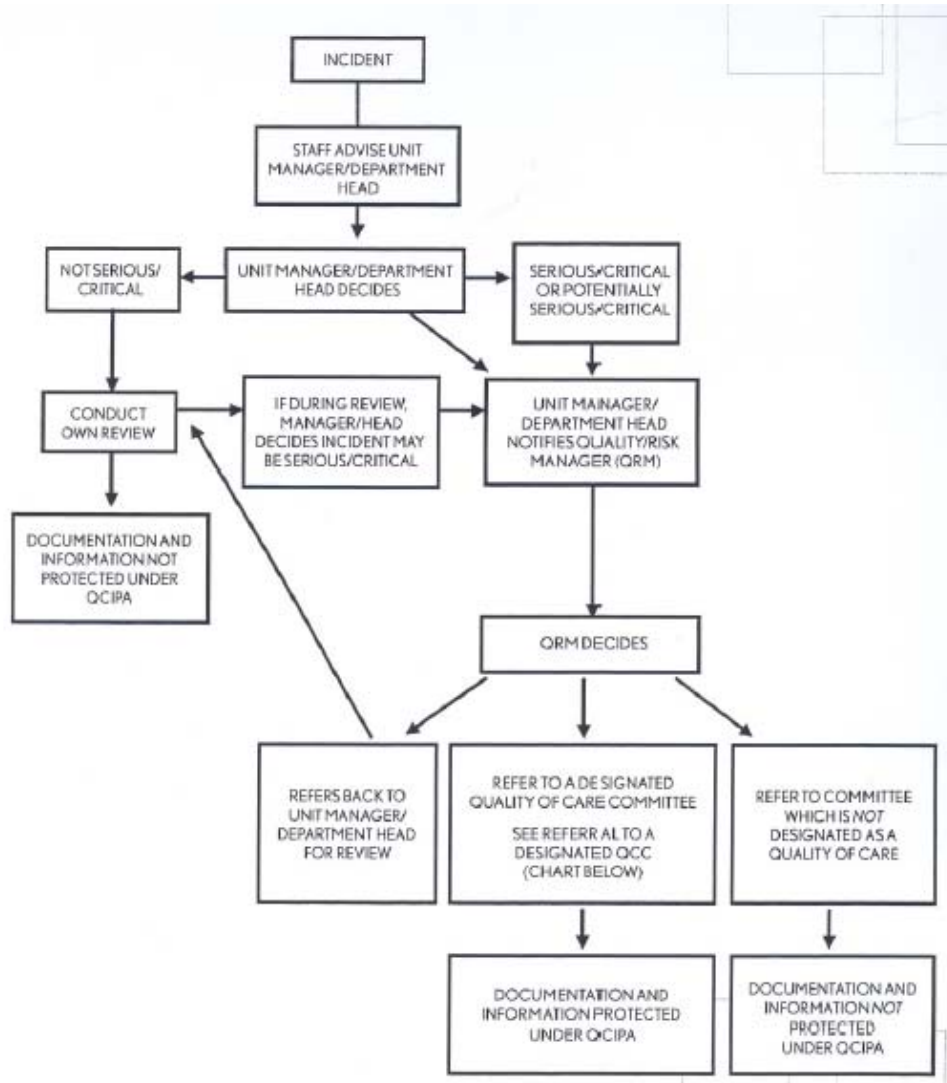 INCIDENT
STAFF ADVISE UNIT
MANAGER/DEPARTMENT
HEAD
NOT SERIOUS/
CRITICAL
UNIT MANAGER/DEPARTMENT
HEAD DECIDES
SERIOUS/CRITICAL
OR POTENTIALLY
SERIOUS/CRITICAL
CONDUCT
OWN REVIEW
IF DURING REVIEW,
MANAGER/HEAD
DECIDES INCIDENT MAY
BE SERIOUS/CRITICAL
UNIT MAINAGER/
DEPARTMENT HEAD
NOTIFIES QUALITY/RISK
MANAGER (QRM)
DOCUMENTATION AND
INFORMATION NOT
PROTECTED UNDER
QCIPA
QRM DECIDES
REFERS BACK TO
UNIT MANAGER/
DEPARTMENT HEAD
FOR REVIEW
REFER TO A DESIGNATED
QUALITY OF CARE COMMITTEE
SEE REFERRAL TO A
DESIGNATED QCC
(CHART BELOW)
REFER TO COMMITTEE
WHICH IS NOT
DESIGNATED AS A
QUALITY OF CARE
DOCUMENTATION AND
INFORMATION PROTECTED
UNDER QCIPA
DOCUMENTATION AND
INFORMATION NOT
PROTECTED
UNDER QCIPA